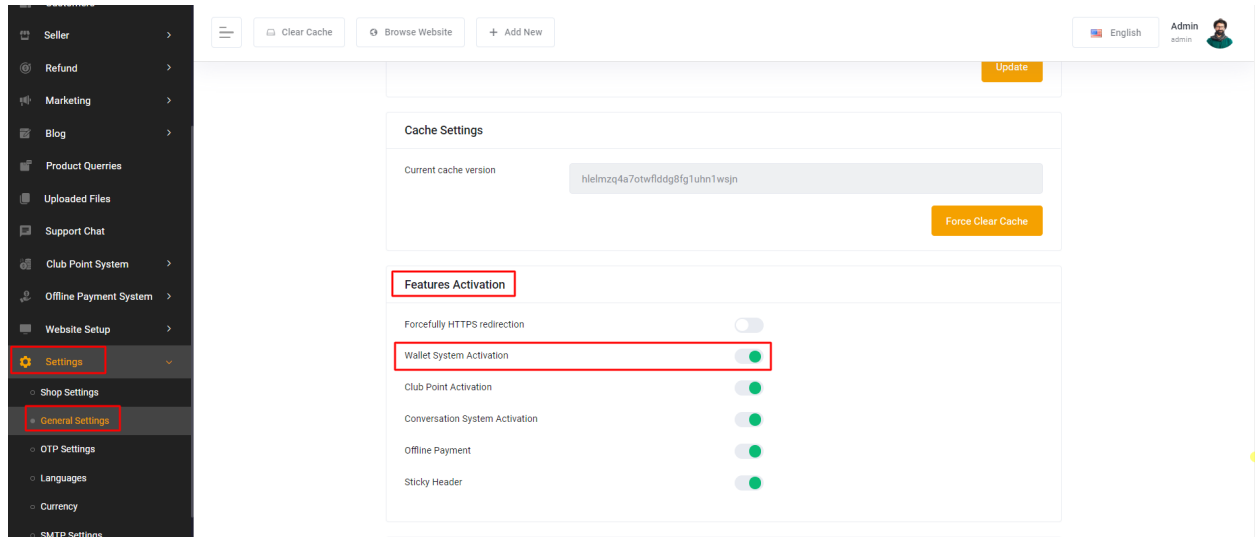 Customers
Seller
Refund
Marketing
Blog
Product Querries
Uploaded Files
Support Chat
Club Point System
Offline Payment System
Website Setup
Settings
Shop Settings
General Settings
OTP Settings
Languages
Currency
SMTP Settings
Clear Cache
Browse Website
+ Add New
English
Admin
admin
Update
Cache Settings
Current cache version
hlelmzq4a7otwflddg8fg1uhn1wsjn
Force Clear Cache
Features Activation
Forcefully HTTPS redirection
Wallet System Activation
Club Point Activation
Conversation System Activation
Offline Payment
Sticky Header